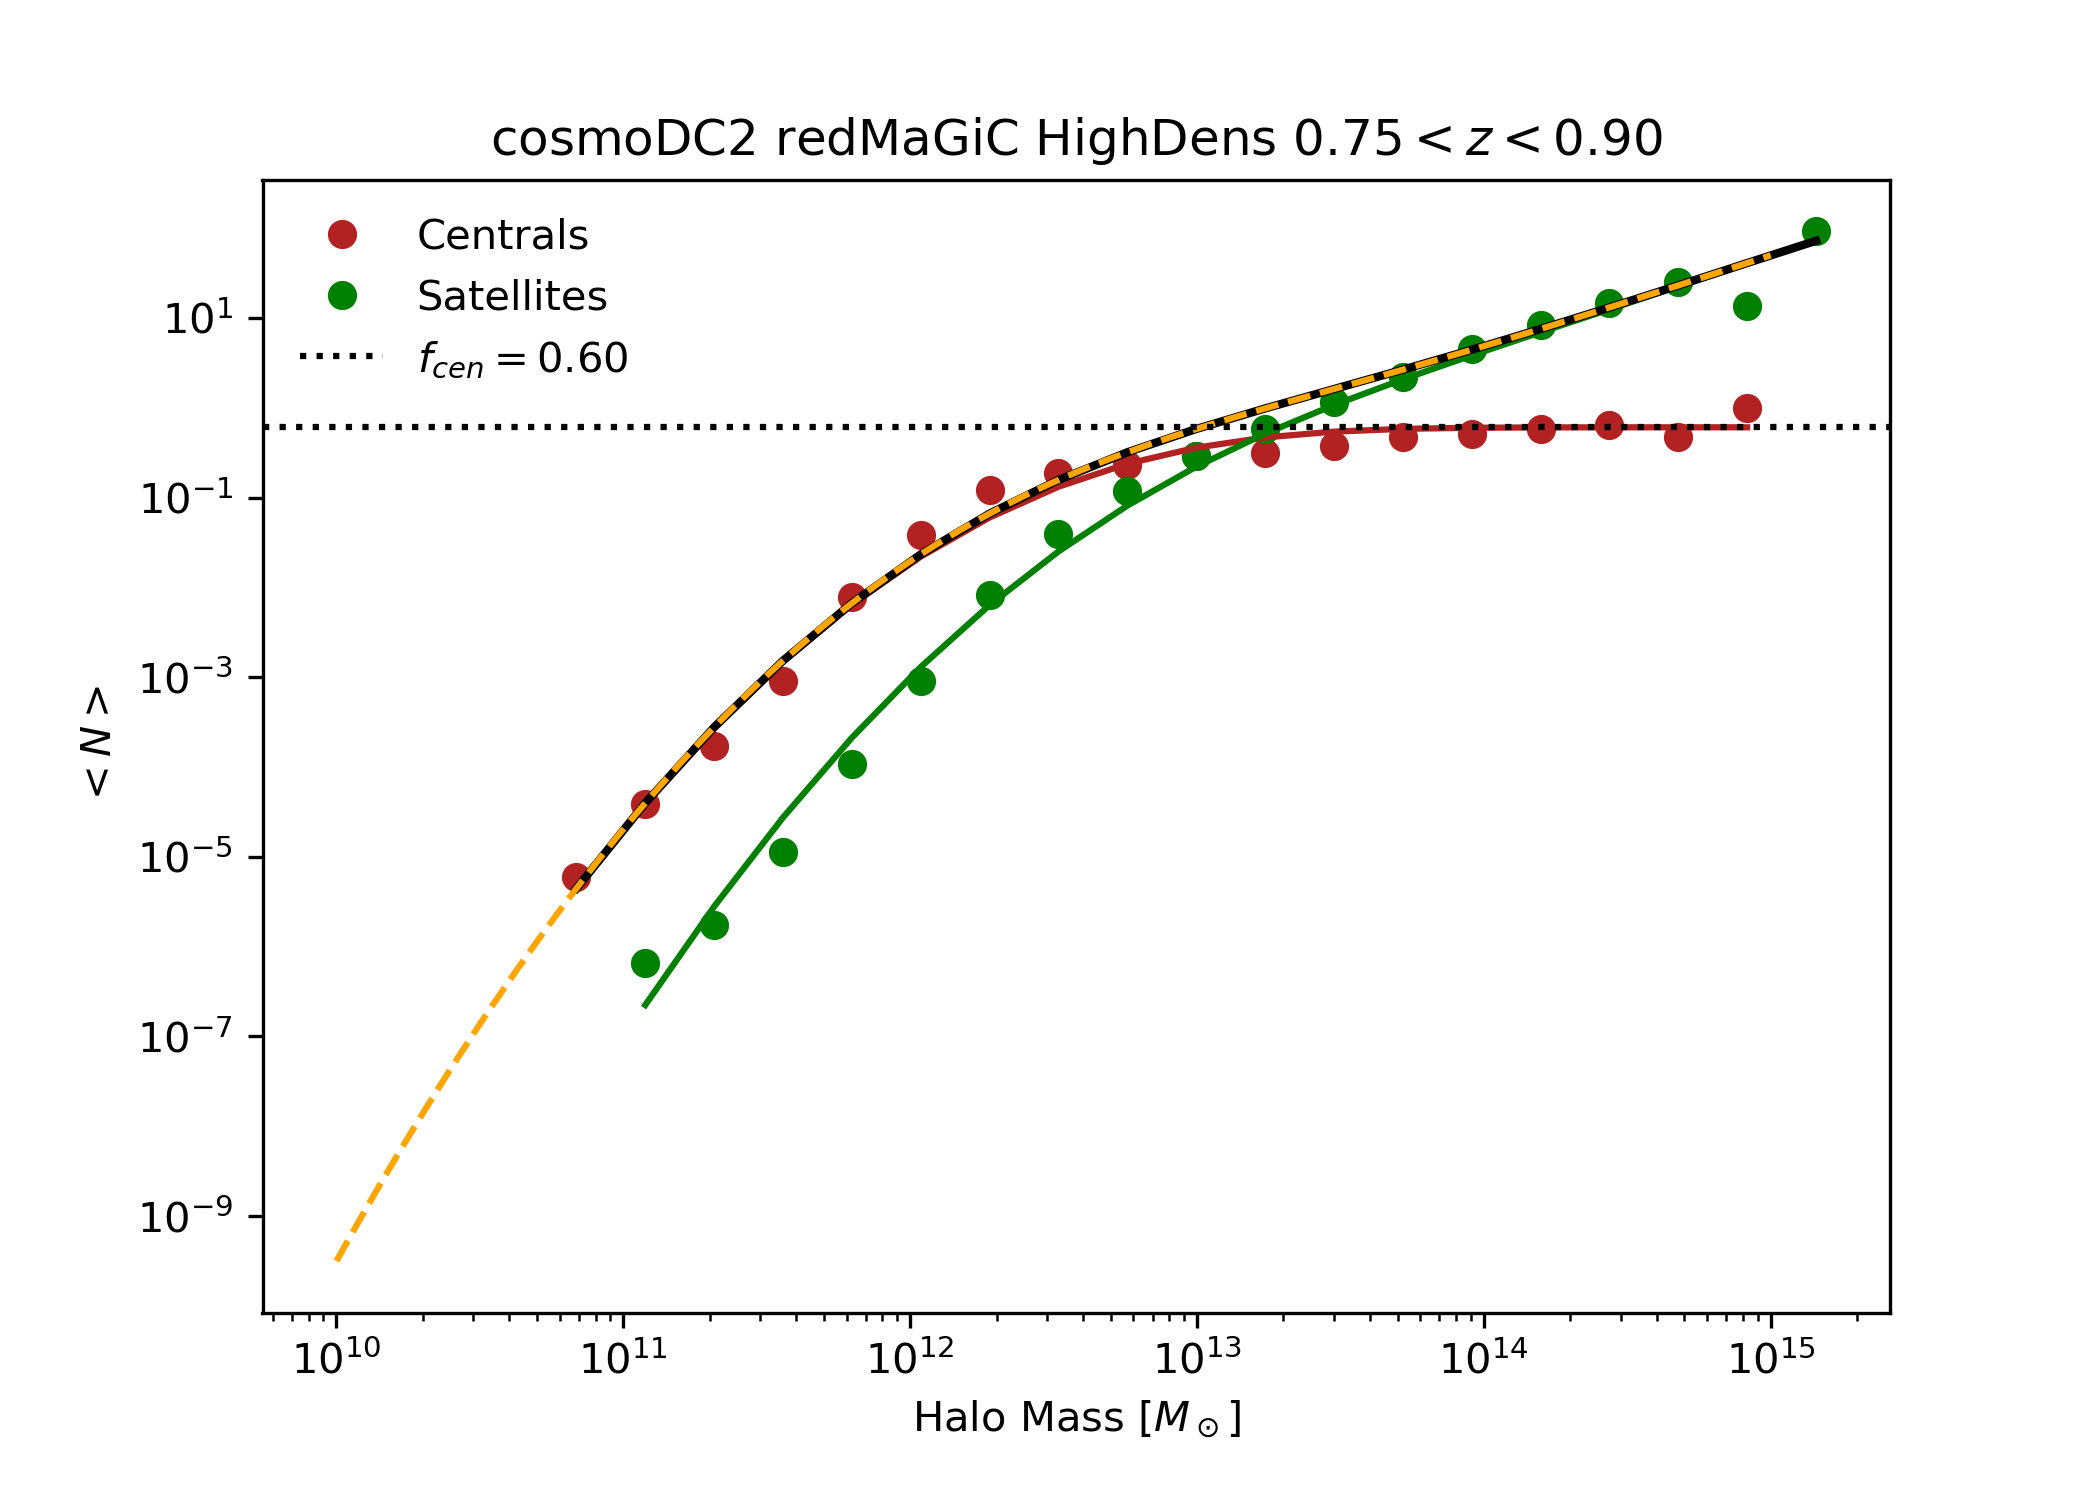 cosmoDC2 redMaGiC HighDens 0.75 < z < 0.90
Centrals
Satellites
f_{cen} = 0.60
10^1
10^{-1}
10^{-3}
10^{-5}
10^{-7}
10^{-9}
< N >
10^{10} 10^{11} 10^{12} 10^{13} 10^{14} 10^{15}
Halo Mass [M_⊙]